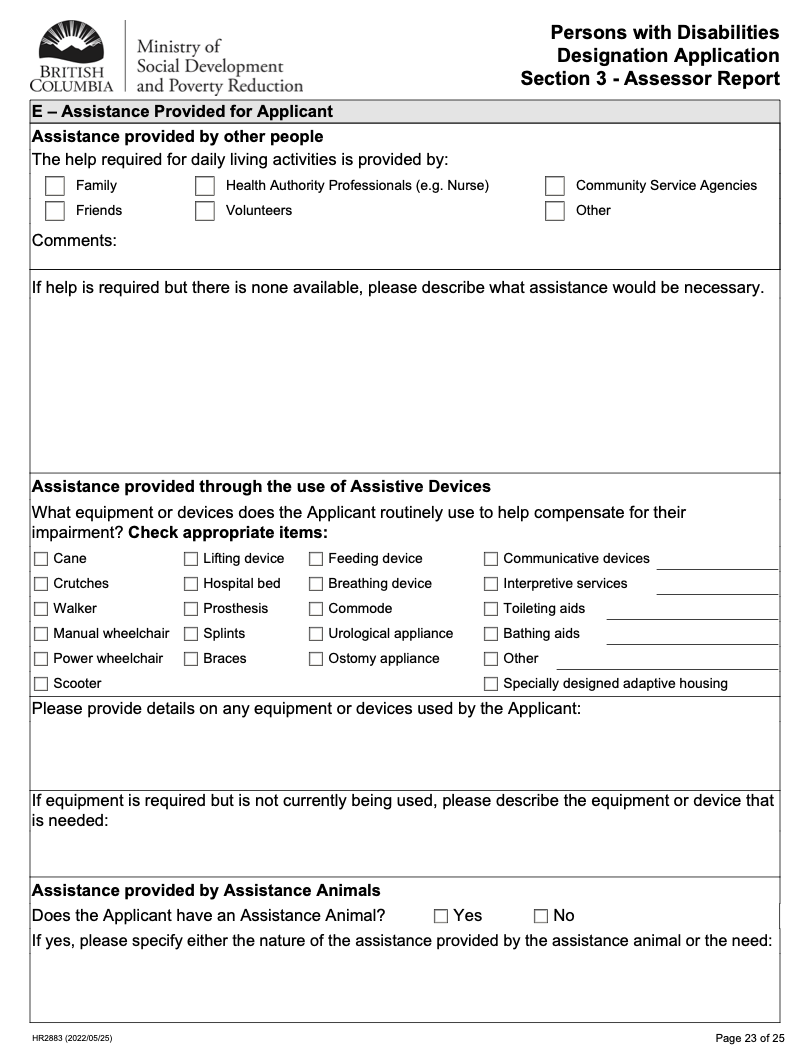 BRITISH
COLUMBIA
Ministry of
Social Development
and Poverty Reduction
Persons with Disabilities
Designation Application
Section 3 - Assessor Report
E – Assistance Provided for Applicant
Assistance provided by other people
The help required for daily living activities is provided by:
Family Health Authority Professionals (e.g. Nurse) Community Service Agencies
Friends Volunteers Other
Comments:
If help is required but there is none available, please describe what assistance would be necessary.
Assistance provided through the use of Assistive Devices
What equipment or devices does the Applicant routinely use to help compensate for their
impairment? Check appropriate items:
Cane Lifting device Feeding device Communicative devices
Crutches Hospital bed Breathing device Interpretive services
Walker Prosthesis Commode Toileting aids
Manual wheelchair Splints Urological appliance Bathing aids
Power wheelchair Braces Ostomy appliance Other
Scooter Specially designed adaptive housing
Please provide details on any equipment or devices used by the Applicant:
If equipment is required but is not currently being used, please describe the equipment or device that
is needed:
Assistance provided by Assistance Animals
Does the Applicant have an Assistance Animal? Yes No
If yes, please specify either the nature of the assistance provided by the assistance animal or the need:
HR2883 (2022/05/25) Page 23 of 25